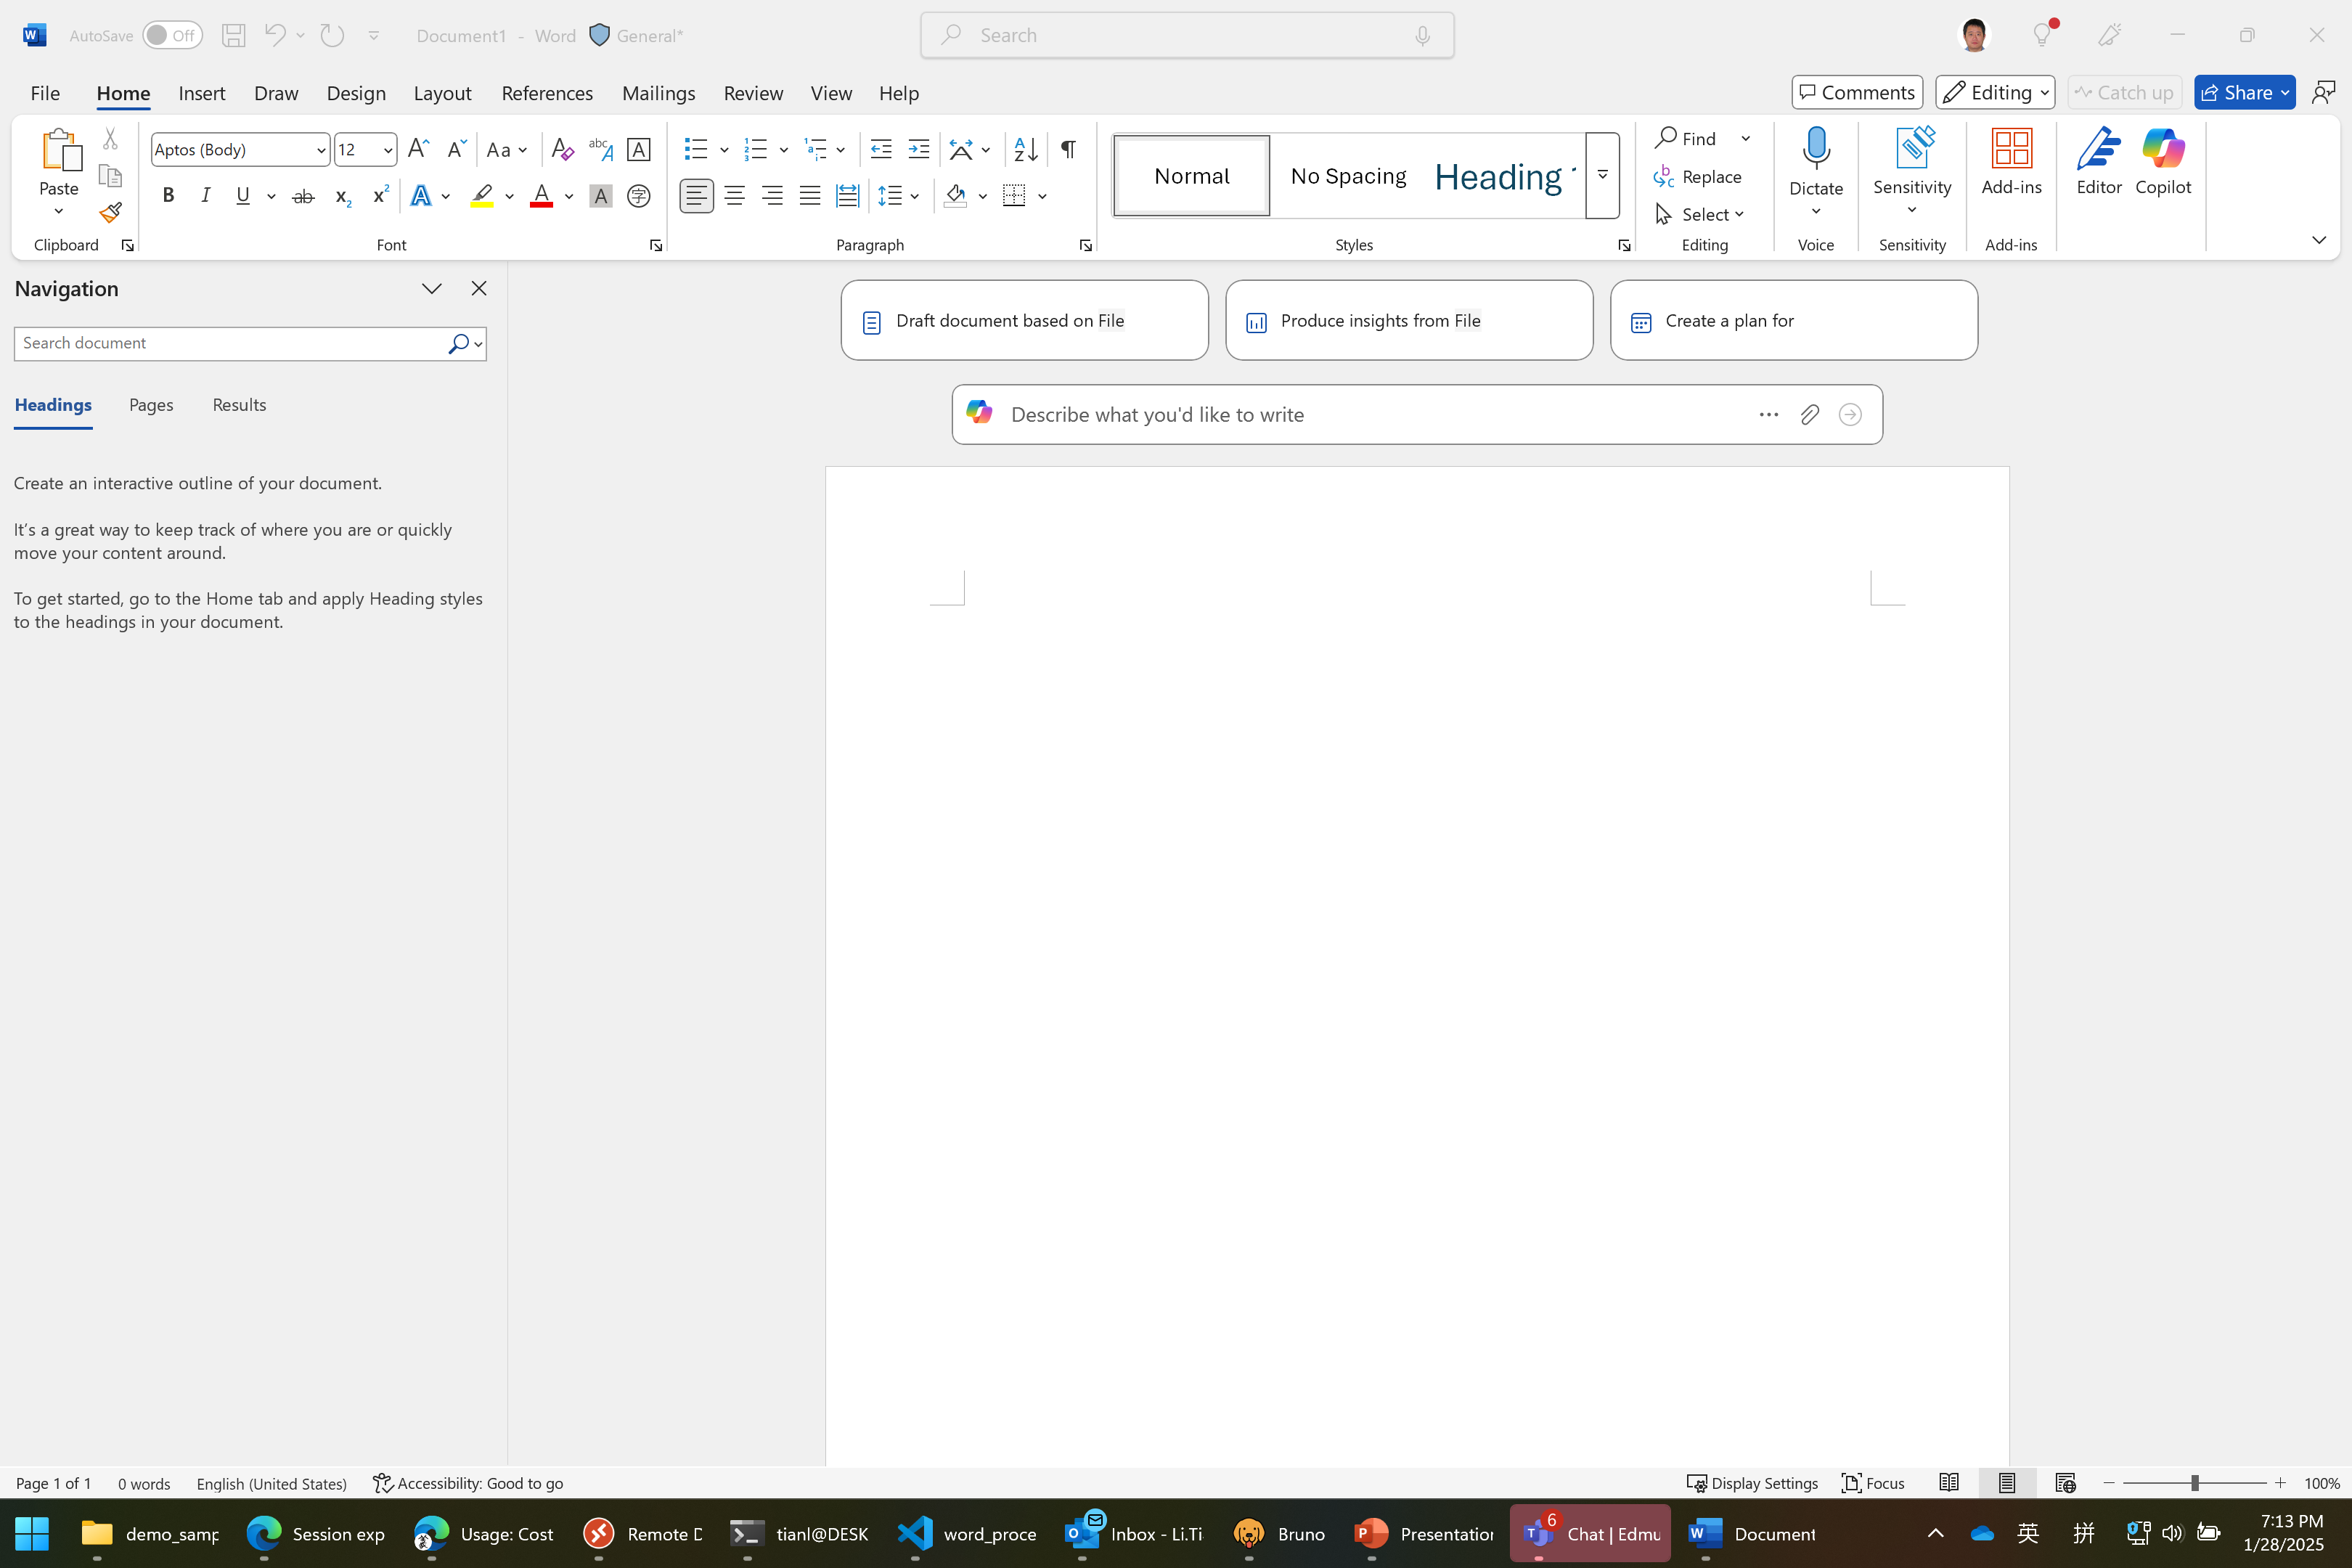 AutoSave Off Document1 - Word General* Search
File Home Insert Draw Design Layout References Mailings Review View Help Comments Editing Catch up Share
Paste
Clipboard
Aptos (Body) 12
Font
Paragraph
Normal No Spacing Heading
Styles
Find
Replace
Select
Editing
Dictate
Voice
Sensitivity
Sensitivity
Add-ins
Add-ins
Editor Copilot
Navigation
Search document
Headings Pages Results
Create an interactive outline of your document.
It's a great way to keep track of where you are or quickly
move your content around.
To get started, go to the Home tab and apply Heading styles
to the headings in your document.
Draft document based on File
Produce insights from File
Create a plan for
Describe what you'd like to write
Page 1 of 1 0 words English (United States) Accessibility: Good to go Display Settings Focus 100%
demo_samp Session exp Usage: Cost Remote D tianl@DESK word_proce Inbox - Li.Ti Bruno Presentation 6 Chat | Edmu Document 英 拼
7:13 PM
1/28/2025